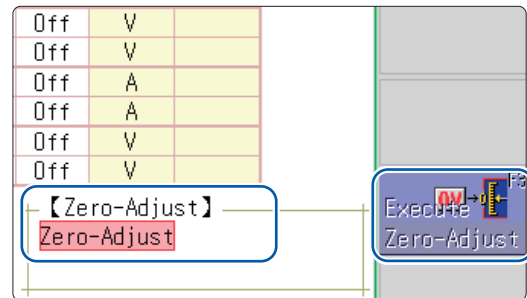 Off V
Off V
Off A
Off A
Off V
Off V
【Zero-Adjust】
Zero-Adjust
F3
0V
Execute
Zero-Adjust